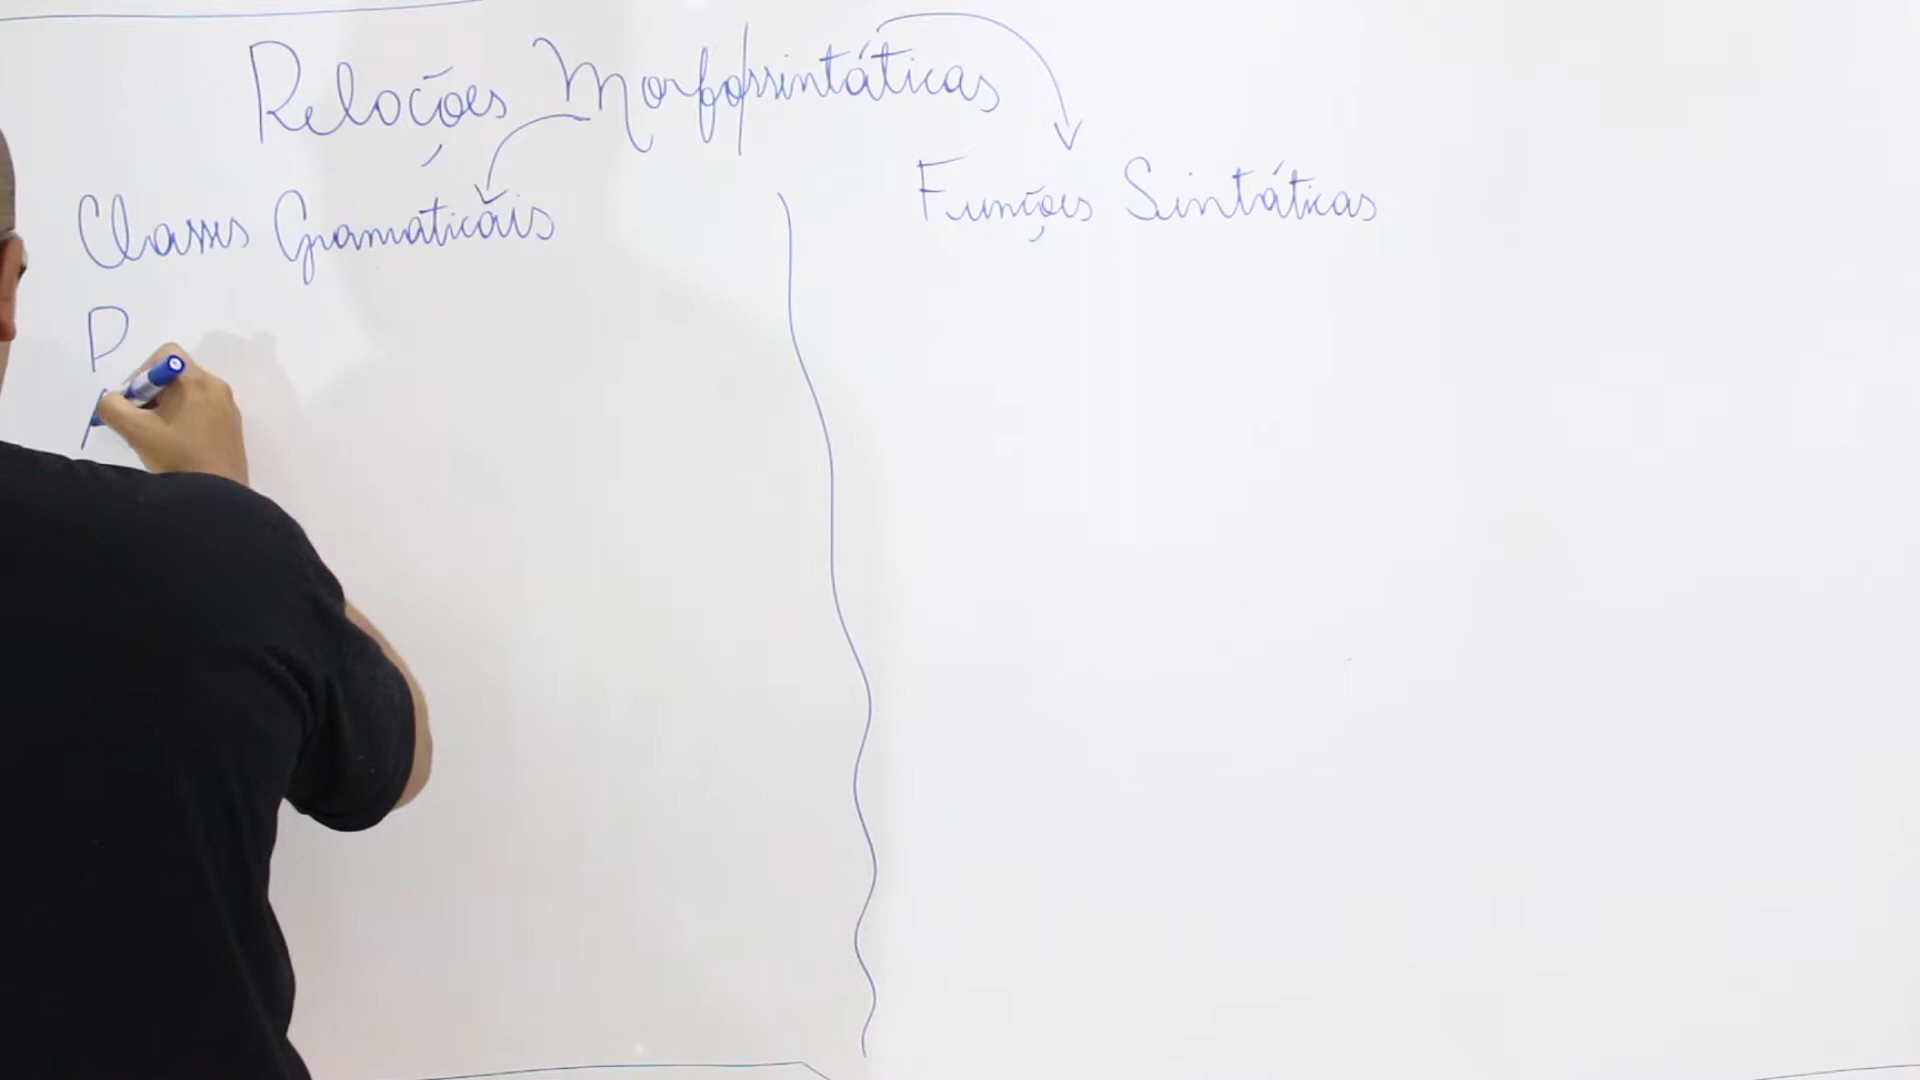 Relações Morfossintáticas
Classes Gramaticais
Funções Sintáticas
P